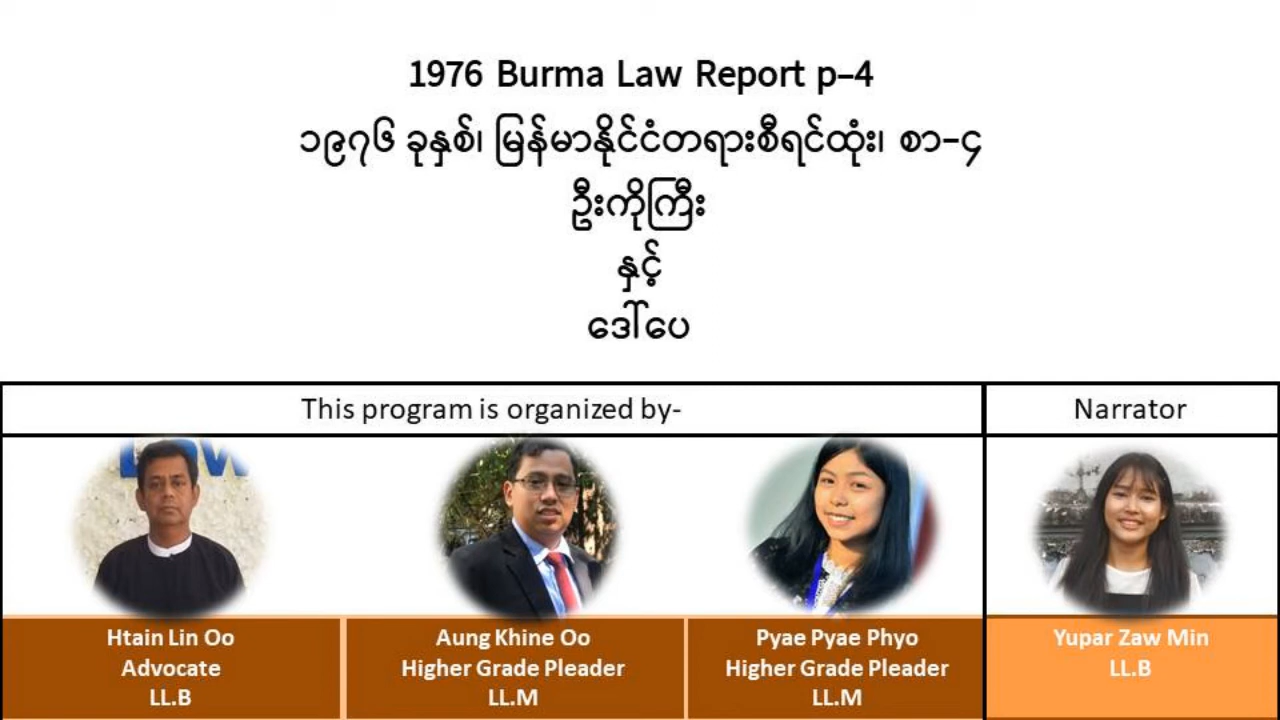 1976 Burma Law Report p-4
၁၉၇၆ ခုနှစ်၊ မြန်မာနိုင်ငံတရားစီရင်ထုံး၊ စာ-၄
ဦးကိုကြီး
နှင့်
ဒေါ်ပေ
This program is organized by-
Narrator
Htain Lin Oo
Advocate
LL.B
Aung Khine Oo
Higher Grade Pleader
LL.M
Pyae Pyae Phyo
Higher Grade Pleader
LL.M
Yupar Zaw Min
LL.B